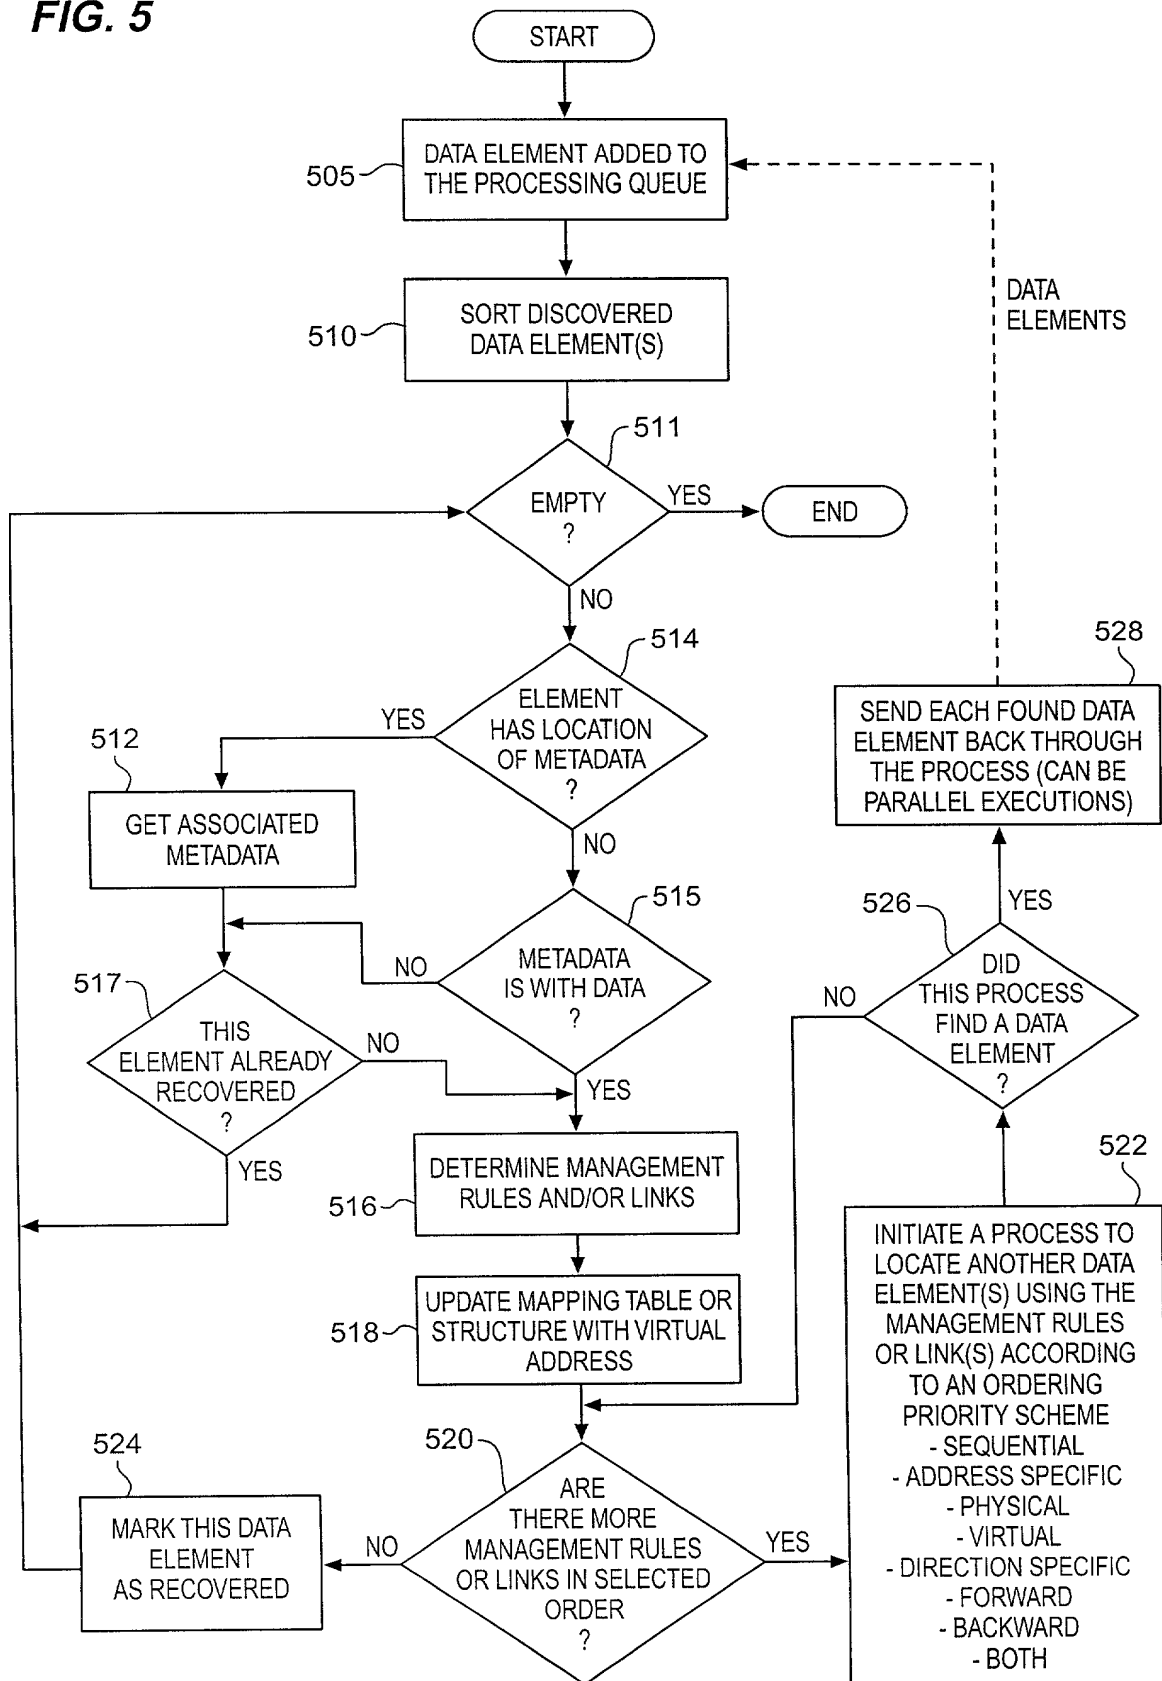 FIG. 5
START
505
DATA ELEMENT ADDED TO
THE PROCESSING QUEUE
510
SORT DISCOVERED
DATA ELEMENT(S)
DATA
ELEMENTS
511
EMPTY
?
YES
END
NO
514
ELEMENT
HAS LOCATION
OF METADATA
?
YES
NO
512
GET ASSOCIATED
METADATA
515
METADATA
IS WITH DATA
?
NO
YES
517
THIS
ELEMENT ALREADY
RECOVERED
?
NO
YES
516
DETERMINE MANAGEMENT
RULES AND/OR LINKS
518
UPDATE MAPPING TABLE OR
STRUCTURE WITH VIRTUAL
ADDRESS
520
ARE
THERE MORE
MANAGEMENT RULES
OR LINKS IN SELECTED
ORDER
?
NO
YES
524
MARK THIS DATA
ELEMENT
AS RECOVERED
522
INITIATE A PROCESS TO
LOCATE ANOTHER DATA
ELEMENT(S) USING THE
MANAGEMENT RULES
OR LINK(S) ACCORDING
TO AN ORDERING
PRIORITY SCHEME
- SEQUENTIAL
- ADDRESS SPECIFIC
- PHYSICAL
- VIRTUAL
- DIRECTION SPECIFIC
- FORWARD
- BACKWARD
- BOTH
526
DID
THIS PROCESS
FIND A DATA
ELEMENT
?
NO
YES
528
SEND EACH FOUND DATA
ELEMENT BACK THROUGH
THE PROCESS (CAN BE
PARALLEL EXECUTIONS)